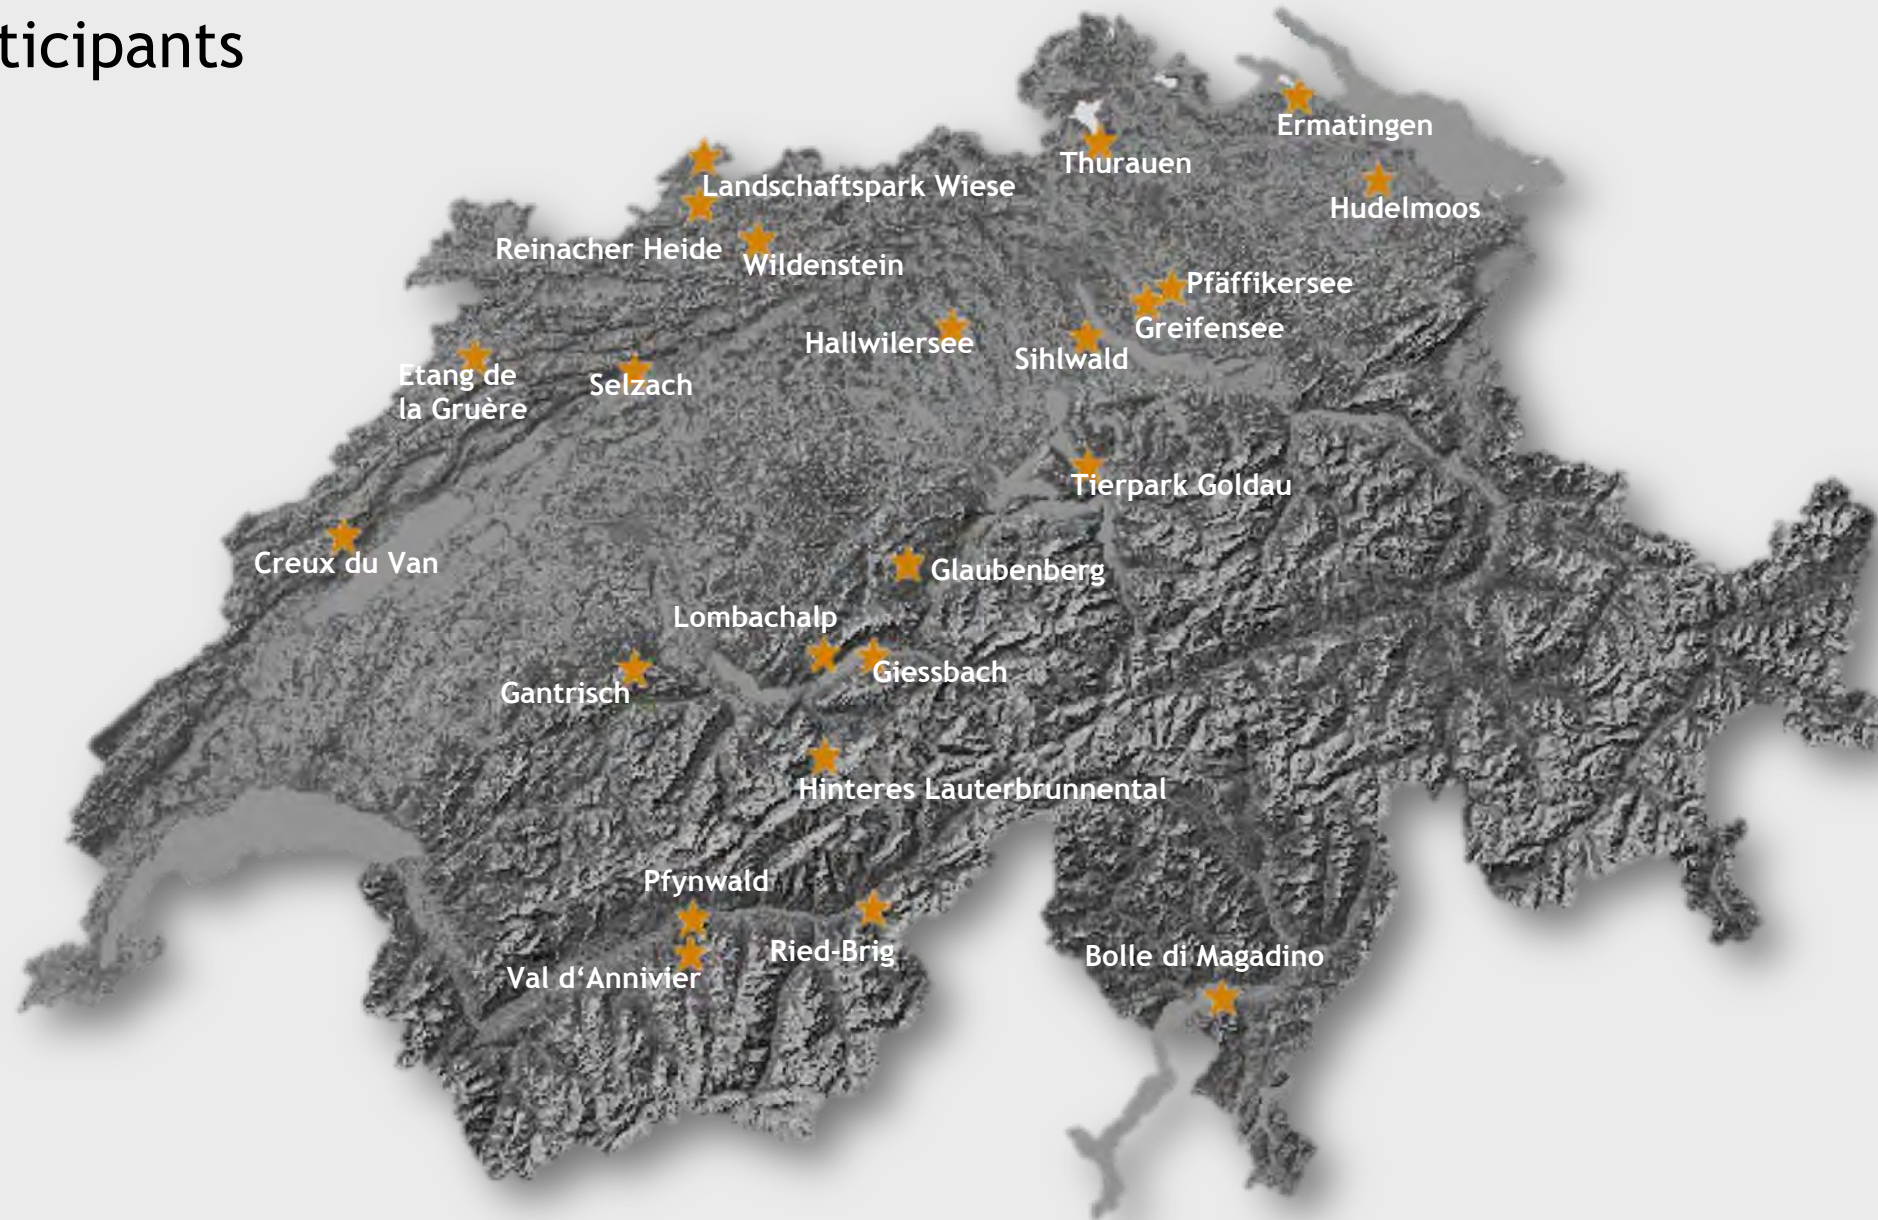 ticipants
Ermatingen
Thurauen
Landschaftspark Wiese
Hudelmoos
Reinacher Heide
Wildenstein
Pfäffikersee
Greifensee
Hallwilersee
Sihlwald
Etang de
la Gruère
Selzach
Tierpark Goldau
Creux du Van
Glaubenberg
Lombachalp
Giessbach
Gantrisch
Hinteres Lauterbrunnental
Pfynwald
Ried-Brig
Val d‘Annivier
Bolle di Magadino